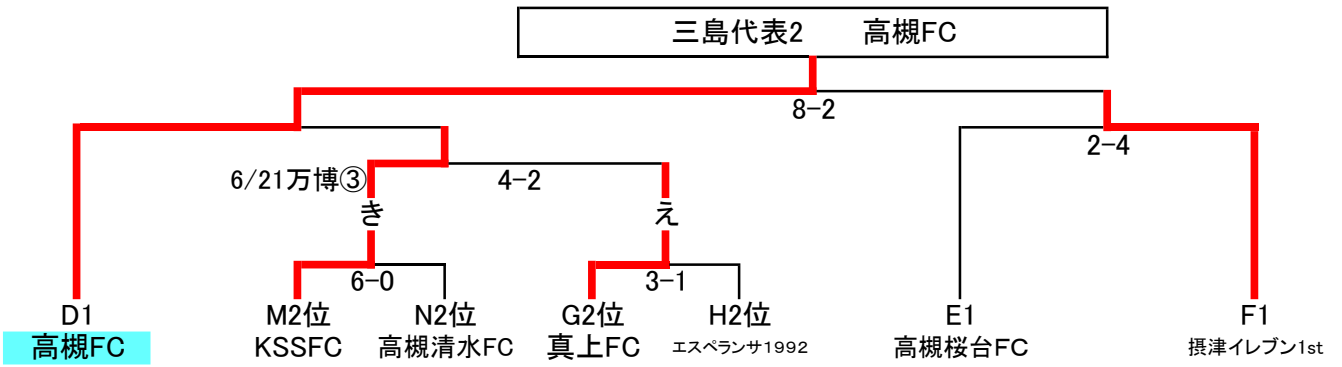 三島代表2 高槻FC
8-2
2-4
6/21万博③
4-2
き
え
6-0
3-1
D1
M2位
N2位
G2位
H2位
E1
F1
高槻FC
KSSFC
高槻清水FC
真上FC
エスペランサ1992
高槻桜台FC
摂津イレブン1st